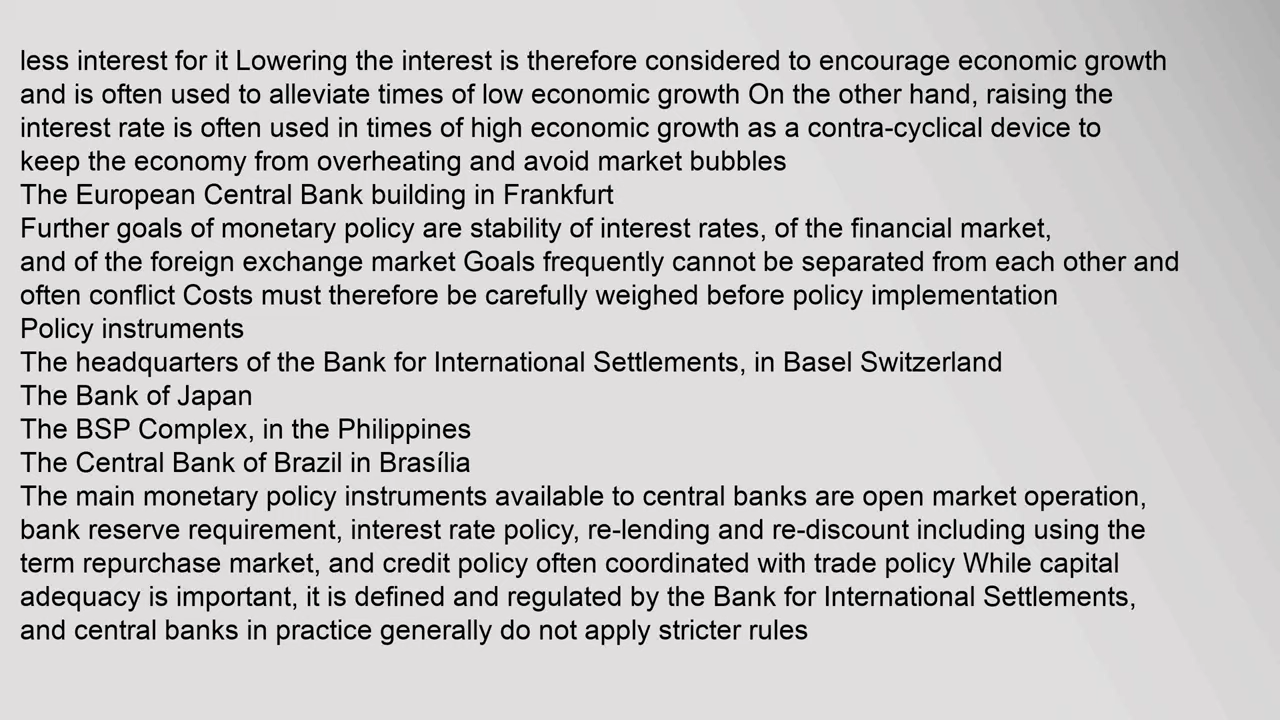 less interest for it Lowering the interest is therefore considered to encourage economic growth
and is often used to alleviate times of low economic growth On the other hand, raising the
interest rate is often used in times of high economic growth as a contra-cyclical device to
keep the economy from overheating and avoid market bubbles
The European Central Bank building in Frankfurt
Further goals of monetary policy are stability of interest rates, of the financial market,
and of the foreign exchange market Goals frequently cannot be separated from each other and
often conflict Costs must therefore be carefully weighed before policy implementation
Policy instruments
The headquarters of the Bank for International Settlements, in Basel Switzerland
The Bank of Japan
The BSP Complex, in the Philippines
The Central Bank of Brazil in Brasília
The main monetary policy instruments available to central banks are open market operation,
bank reserve requirement, interest rate policy, re-lending and re-discount including using the
term repurchase market, and credit policy often coordinated with trade policy While capital
adequacy is important, it is defined and regulated by the Bank for International Settlements,
and central banks in practice generally do not apply stricter rules